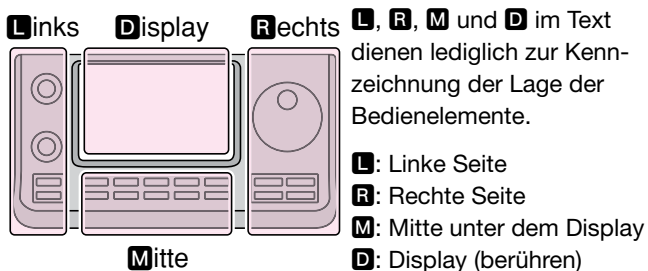 Links Display Rechts
Mitte
L, R, M und D im Text
dienen lediglich zur Kenn-
zeichnung der Lage der
Bedienelemente.
L: Linke Seite
R: Rechte Seite
M: Mitte unter dem Display
D: Display (berühren)